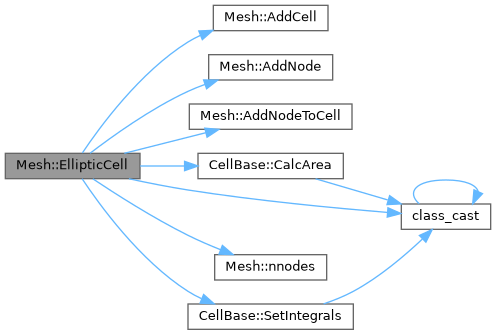 Mesh::AddCell
Mesh::AddNode
Mesh::AddNodeToCell
Mesh::EllipticCell
CellBase::CalcArea
class_cast
Mesh::nnodes
CellBase::SetIntegrals